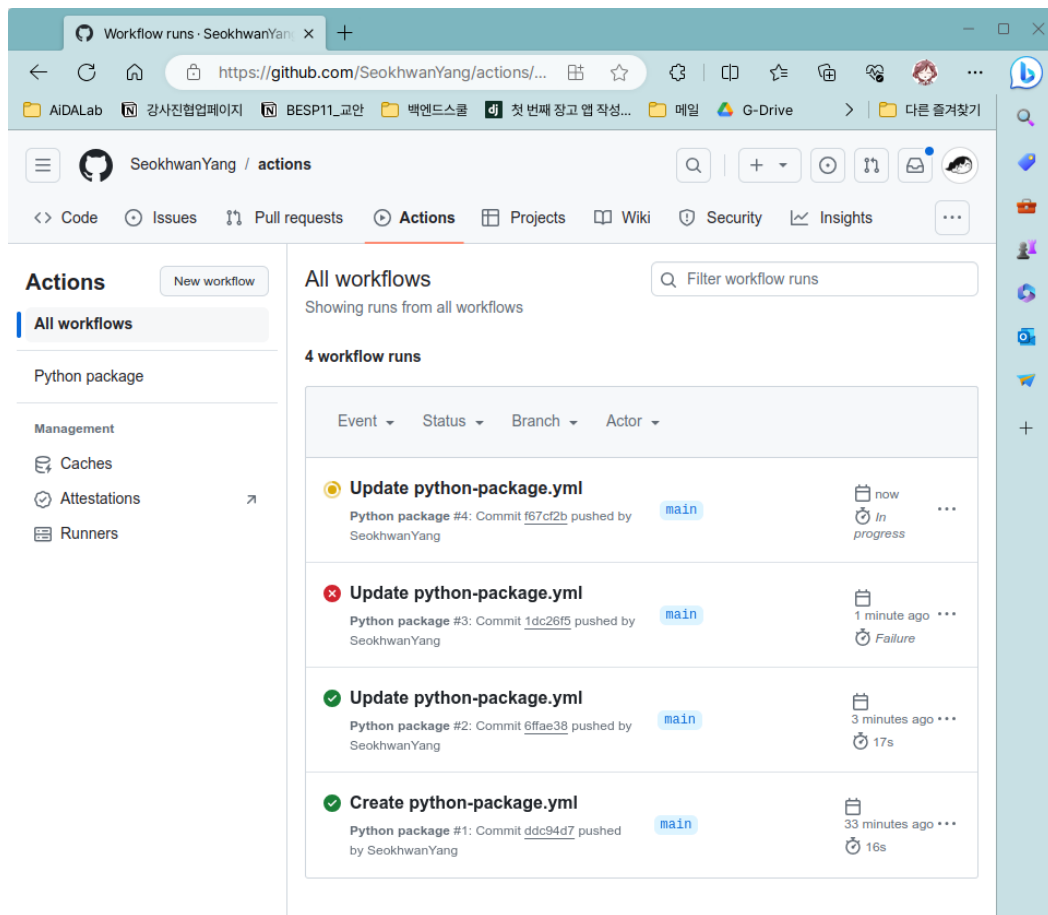 Workflow runs · SeokhwanYan
https://github.com/SeokhwanYang/actions/...
AiDALab 강사진협업페이지 BESP11_교안 백엔드스쿨 dj 첫 번째 장고 앱 작성... 메일 G-Drive 다른 즐겨찾기
SeokhwanYang / actions
Code Issues Pull requests Actions Projects Wiki Security Insights
Actions
New workflow
All workflows
Python package
Management
Caches
Attestations
Runners
All workflows
Filter workflow runs
Showing runs from all workflows
4 workflow runs
Event Status Branch Actor
Update python-package.yml
Python package #4: Commit f67cf2b pushed by
SeokhwanYang
main
now
In
progress
Update python-package.yml
Python package #3: Commit 1dc26f5 pushed by
SeokhwanYang
main
1 minute ago
Failure
Update python-package.yml
Python package #2: Commit 6ffae38 pushed by
SeokhwanYang
main
3 minutes ago
17s
Create python-package.yml
Python package #1: Commit ddc94d7 pushed
by SeokhwanYang
main
33 minutes ago
16s